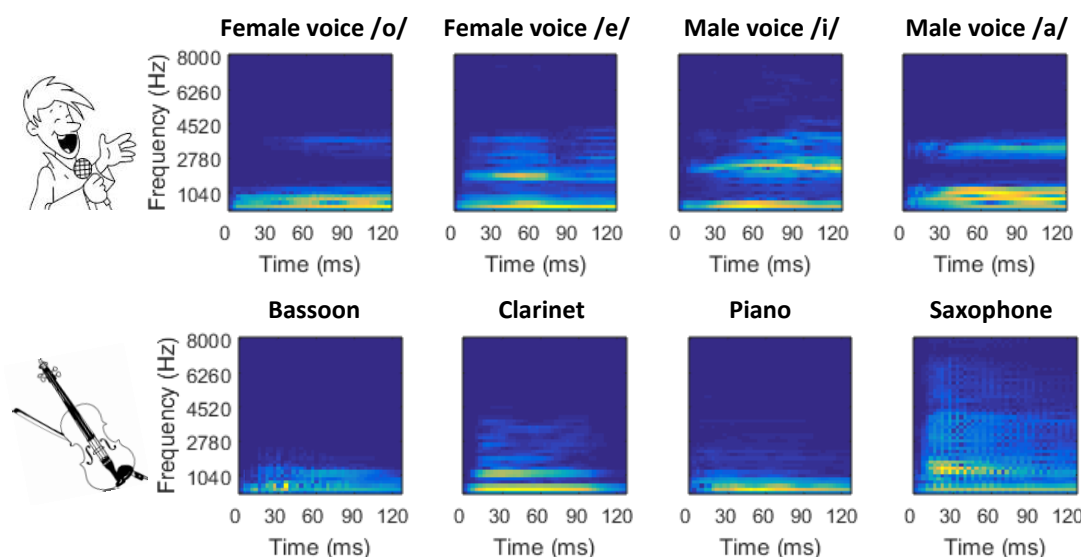 Female voice /o/ Female voice /e/ Male voice /i/ Male voice /a/
Frequency (Hz)
8000
6260
4520
2780
1040
0 30 60 90 120 0 30 60 90 120 0 30 60 90 120 0 30 60 90 120
Time (ms) Time (ms) Time (ms) Time (ms)
Bassoon Clarinet Piano Saxophone
Frequency (Hz)
8000
6260
4520
2780
1040
0 30 60 90 120 0 30 60 90 120 0 30 60 90 120 0 30 60 90 120
Time (ms) Time (ms) Time (ms) Time (ms)